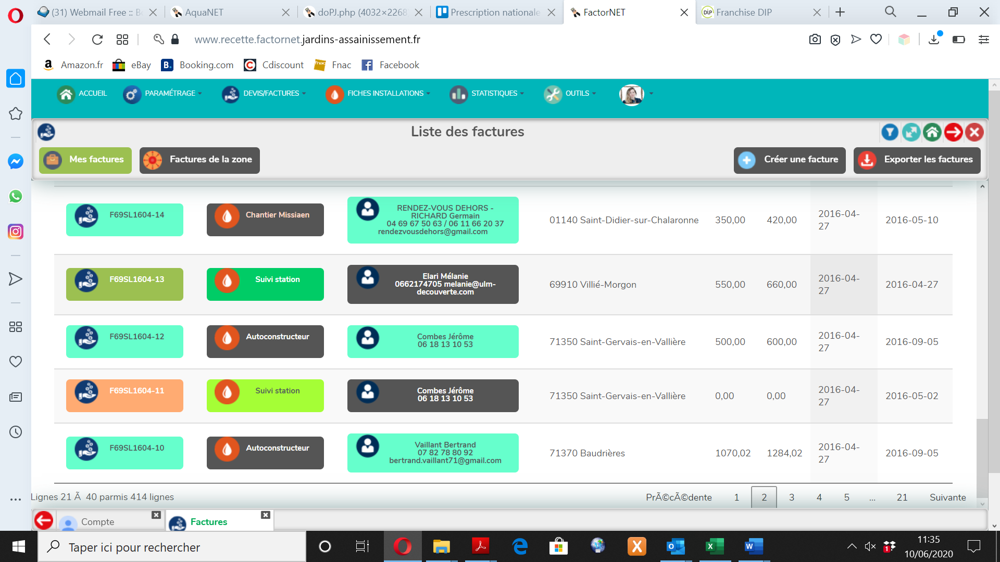 (31) Webmail Free :: Bo
AquaNET
doPJ.php (4032×2268
Prescription nationale
FactorNET
Franchise DIP
www.recette.factornet.jardins-assainissement.fr
Amazon.fr
eBay
Booking.com
Cdiscount
Fnac
Facebook
ACCUEIL
PARAMÉTRAGE
DEVIS/FACTURES
FICHES INSTALLATIONS
STATISTIQUES
OUTILS
Liste des factures
Mes factures
Factures de la zone
Créer une facture
Exporter les factures
F69SL1604-14
Chantier Missiaen
RENDEZ-VOUS DEHORS -
RICHARD Germain
04 69 67 50 63 / 06 11 66 20 37
rendezvousdehors@gmail.com
01140 Saint-Didier-sur-Chalaronne
350,00
420,00
2016-04-
27
2016-05-10
F69SL1604-13
Suivi station
Elari Mélanie
0662174705 melanie@ulm-
decouverte.com
69910 Villié-Morgon
550,00
660,00
2016-04-
27
2016-04-27
F69SL1604-12
Autoconstructeur
Combes Jérôme
06 18 13 10 53
71350 Saint-Gervais-en-Vallière
500,00
600,00
2016-04-
27
2016-09-05
F69SL1604-11
Suivi station
Combes Jérôme
06 18 13 10 53
71350 Saint-Gervais-en-Vallière
0,00
0,00
2016-04-
27
2016-05-02
F69SL1604-10
Autoconstructeur
Vaillant Bertrand
07 82 78 80 92
bertrand.vaillant71@gmail.com
71370 Baudrières
1070,02
1284,02
2016-04-
27
2016-09-05
Lignes 21 Ã 40 parmis 414 lignes
PrÃ©cÃ©dente
1
2
3
4
5
...
21
Suivante
Compte
Factures
Taper ici pour rechercher
11:35
10/06/2020